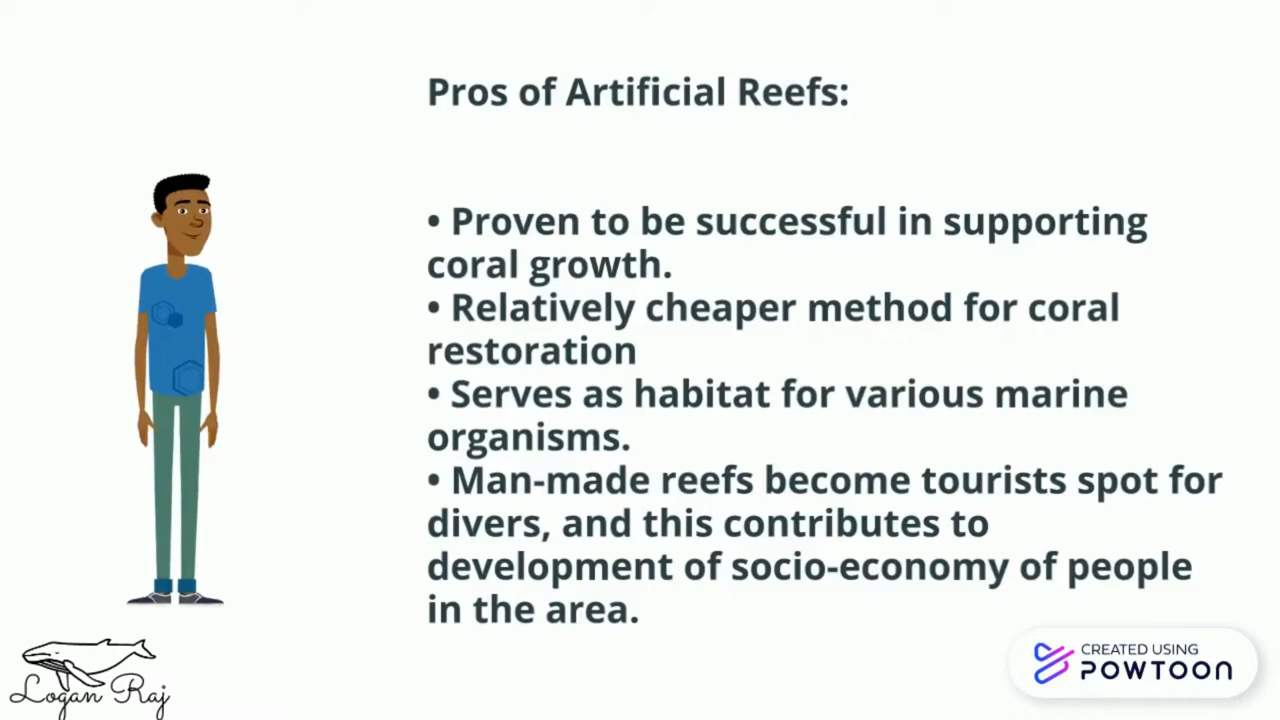 Pros of Artificial Reefs:
• Proven to be successful in supporting
coral growth.
• Relatively cheaper method for coral
restoration
• Serves as habitat for various marine
organisms.
• Man-made reefs become tourists spot for
divers, and this contributes to
development of socio-economy of people
in the area.
Logan Raj
CREATED USING
POWTOON